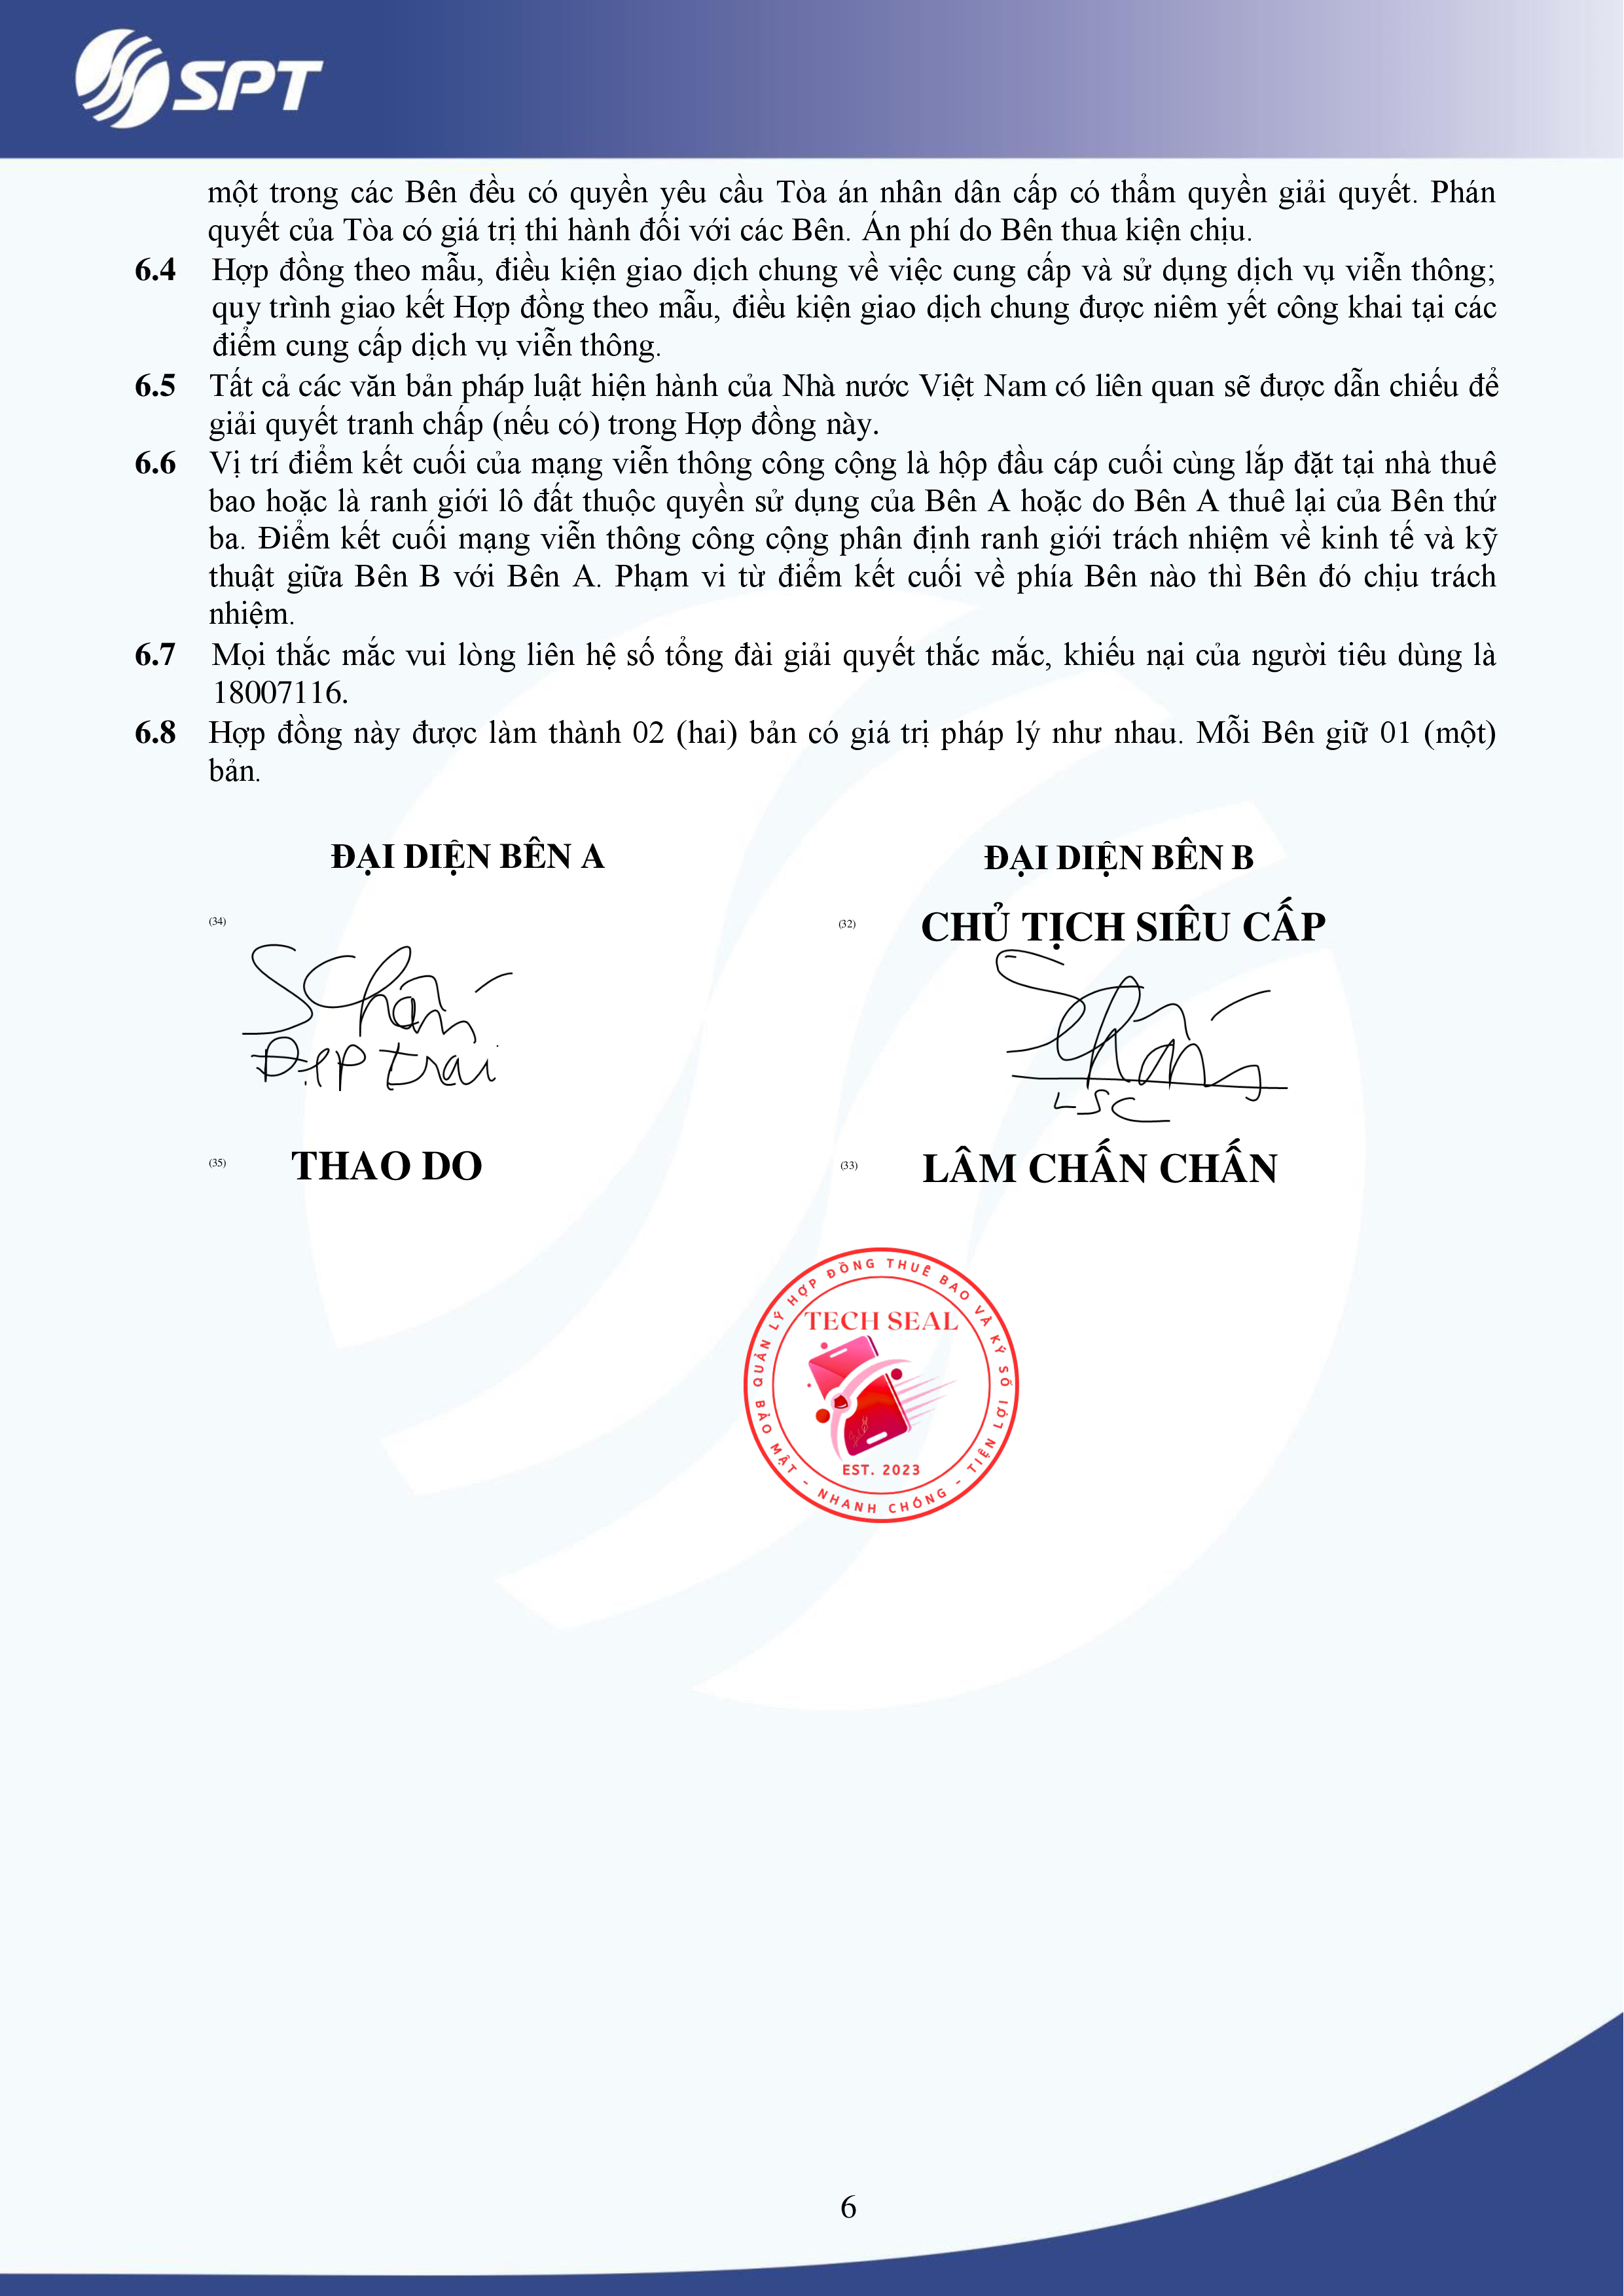 SPT
một trong các Bên đều có quyền yêu cầu Tòa án nhân dân cấp có thẩm quyền giải quyết. Phán
quyết của Tòa có giá trị thi hành đối với các Bên. Án phí do Bên thua kiện chịu.
6.4 Hợp đồng theo mẫu, điều kiện giao dịch chung về việc cung cấp và sử dụng dịch vụ viễn thông;
quy trình giao kết Hợp đồng theo mẫu, điều kiện giao dịch chung được niêm yết công khai tại các
điểm cung cấp dịch vụ viễn thông.
6.5 Tất cả các văn bản pháp luật hiện hành của Nhà nước Việt Nam có liên quan sẽ được dẫn chiếu để
giải quyết tranh chấp (nếu có) trong Hợp đồng này.
6.6 Vị trí điểm kết cuối của mạng viễn thông công cộng là hộp đầu cáp cuối cùng lắp đặt tại nhà thuê
bao hoặc là ranh giới lô đất thuộc quyền sử dụng của Bên A hoặc do Bên A thuê lại của Bên thứ
ba. Điểm kết cuối mạng viễn thông công cộng phân định ranh giới trách nhiệm về kinh tế và kỹ
thuật giữa Bên B với Bên A. Phạm vi từ điểm kết cuối về phía Bên nào thì Bên đó chịu trách
nhiệm.
6.7 Mọi thắc mắc vui lòng liên hệ số tổng đài giải quyết thắc mắc, khiếu nại của người tiêu dùng là
18007116.
6.8 Hợp đồng này được làm thành 02 (hai) bản có giá trị pháp lý như nhau. Mỗi Bên giữ 01 (một)
bản.
ĐẠI DIỆN BÊN A ĐẠI DIỆN BÊN B
(34) (32) CHỦ TỊCH SIÊU CẤP
Đẹp trai
LSC
(35) THAO DO (33) LÂM CHẤN CHẤN
QUẢN LÝ HỢP ĐỒNG THUÊ BAO VÀ KÝ SỐ
TECH SEAL
EST. 2023
BẢO MẬT - NHANH CHÓNG - TIỆN LỢI
6